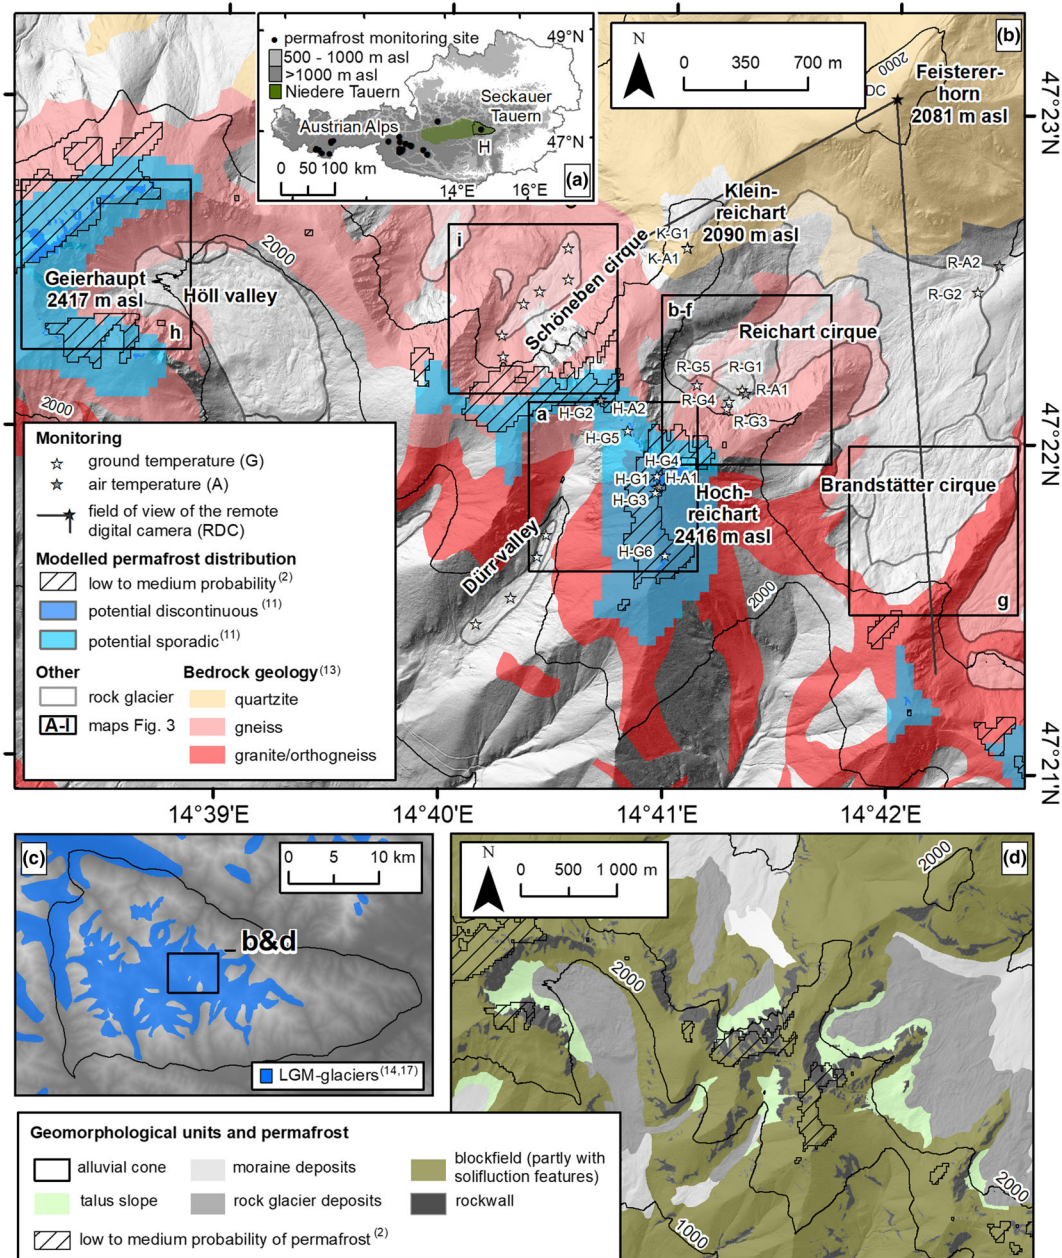 permafrost monitoring site
500 - 1000 m asl
>1000 m asl
Niedere Tauern
49°N
Seckauer
Tauern
Austrian Alps
47°N
H
0 50 100 km
14°E 16°E
(a)
N
0 350 700 m
(b)
2000
DC
Feisterer-
horn
2081 m asl
47°23'N
Klein-
reichart
2090 m asl
K-G1
K-A1
i
Schöneben cirque
2000
Geierhaupt
2417 m asl
Höll valley
h
b-f
Reichart cirque
R-A2
R-G2
R-G5
R-G1
R-A1
R-G4
R-G3
2000
a
H-G2
H-A2
H-G5
H-G4
H-G1
H-A1
H-G3
Hoch-
reichart
2416 m asl
H-G6
47°22'N
Brandstätter cirque
g
Dürr valley
2000
Monitoring
ground temperature (G)
air temperature (A)
field of view of the remote
digital camera (RDC)
Modelled permafrost distribution
low to medium probability(2)
potential discontinuous (11)
potential sporadic(11)
Other
rock glacier
A-I maps Fig. 3
Bedrock geology(13)
quartzite
gneiss
granite/orthogneiss
47°21'N
14°39'E
14°40
14°41
14°42
(c)
0 5 10 km
b&d
LGM-glaciers(14,17)
N
0 500 1 000 m
(d)
2000
2000
2000
1000
Geomorphological units and permafrost
alluvial cone
talus slope
moraine deposits
rock glacier deposits
blockfield (partly with
solifluction features)
rockwall
low to medium probability of permafrost(2)